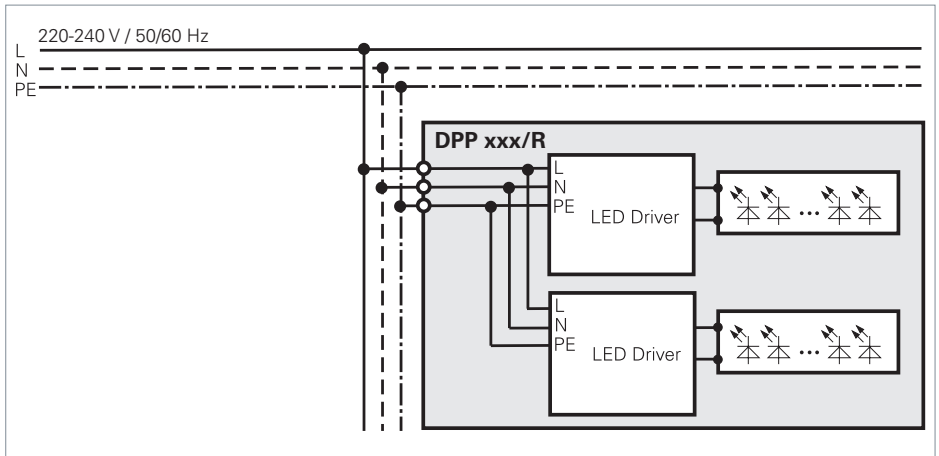 220-240 V / 50/60 Hz
L
N
PE
DPP xxx/R
L
N
PE
LED Driver
...
L
N
PE
LED Driver
...